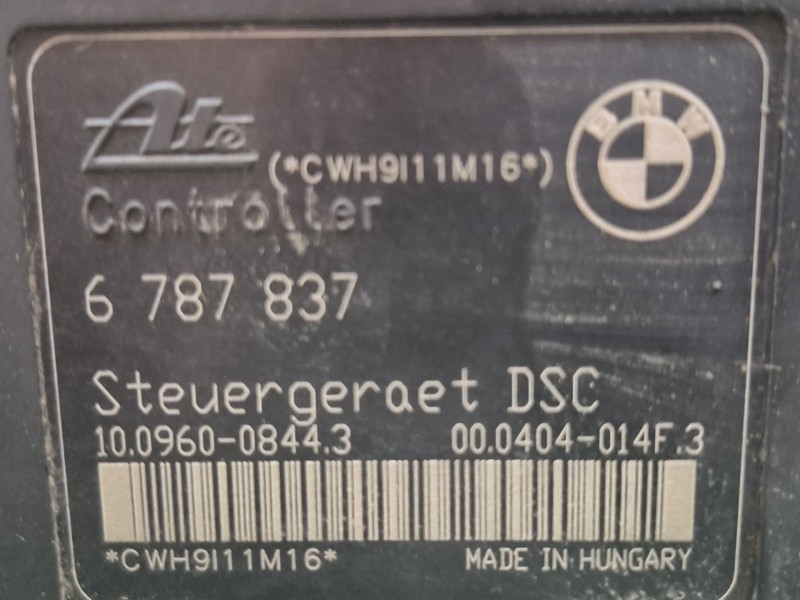 Ate
BMW
(*CWH9I11M16*)
Controller
6 787 837
Steuergeraet DSC
10.0960-0844.3 00.0404-014F.3
*CWH9I11M16* MADE IN HUNGARY